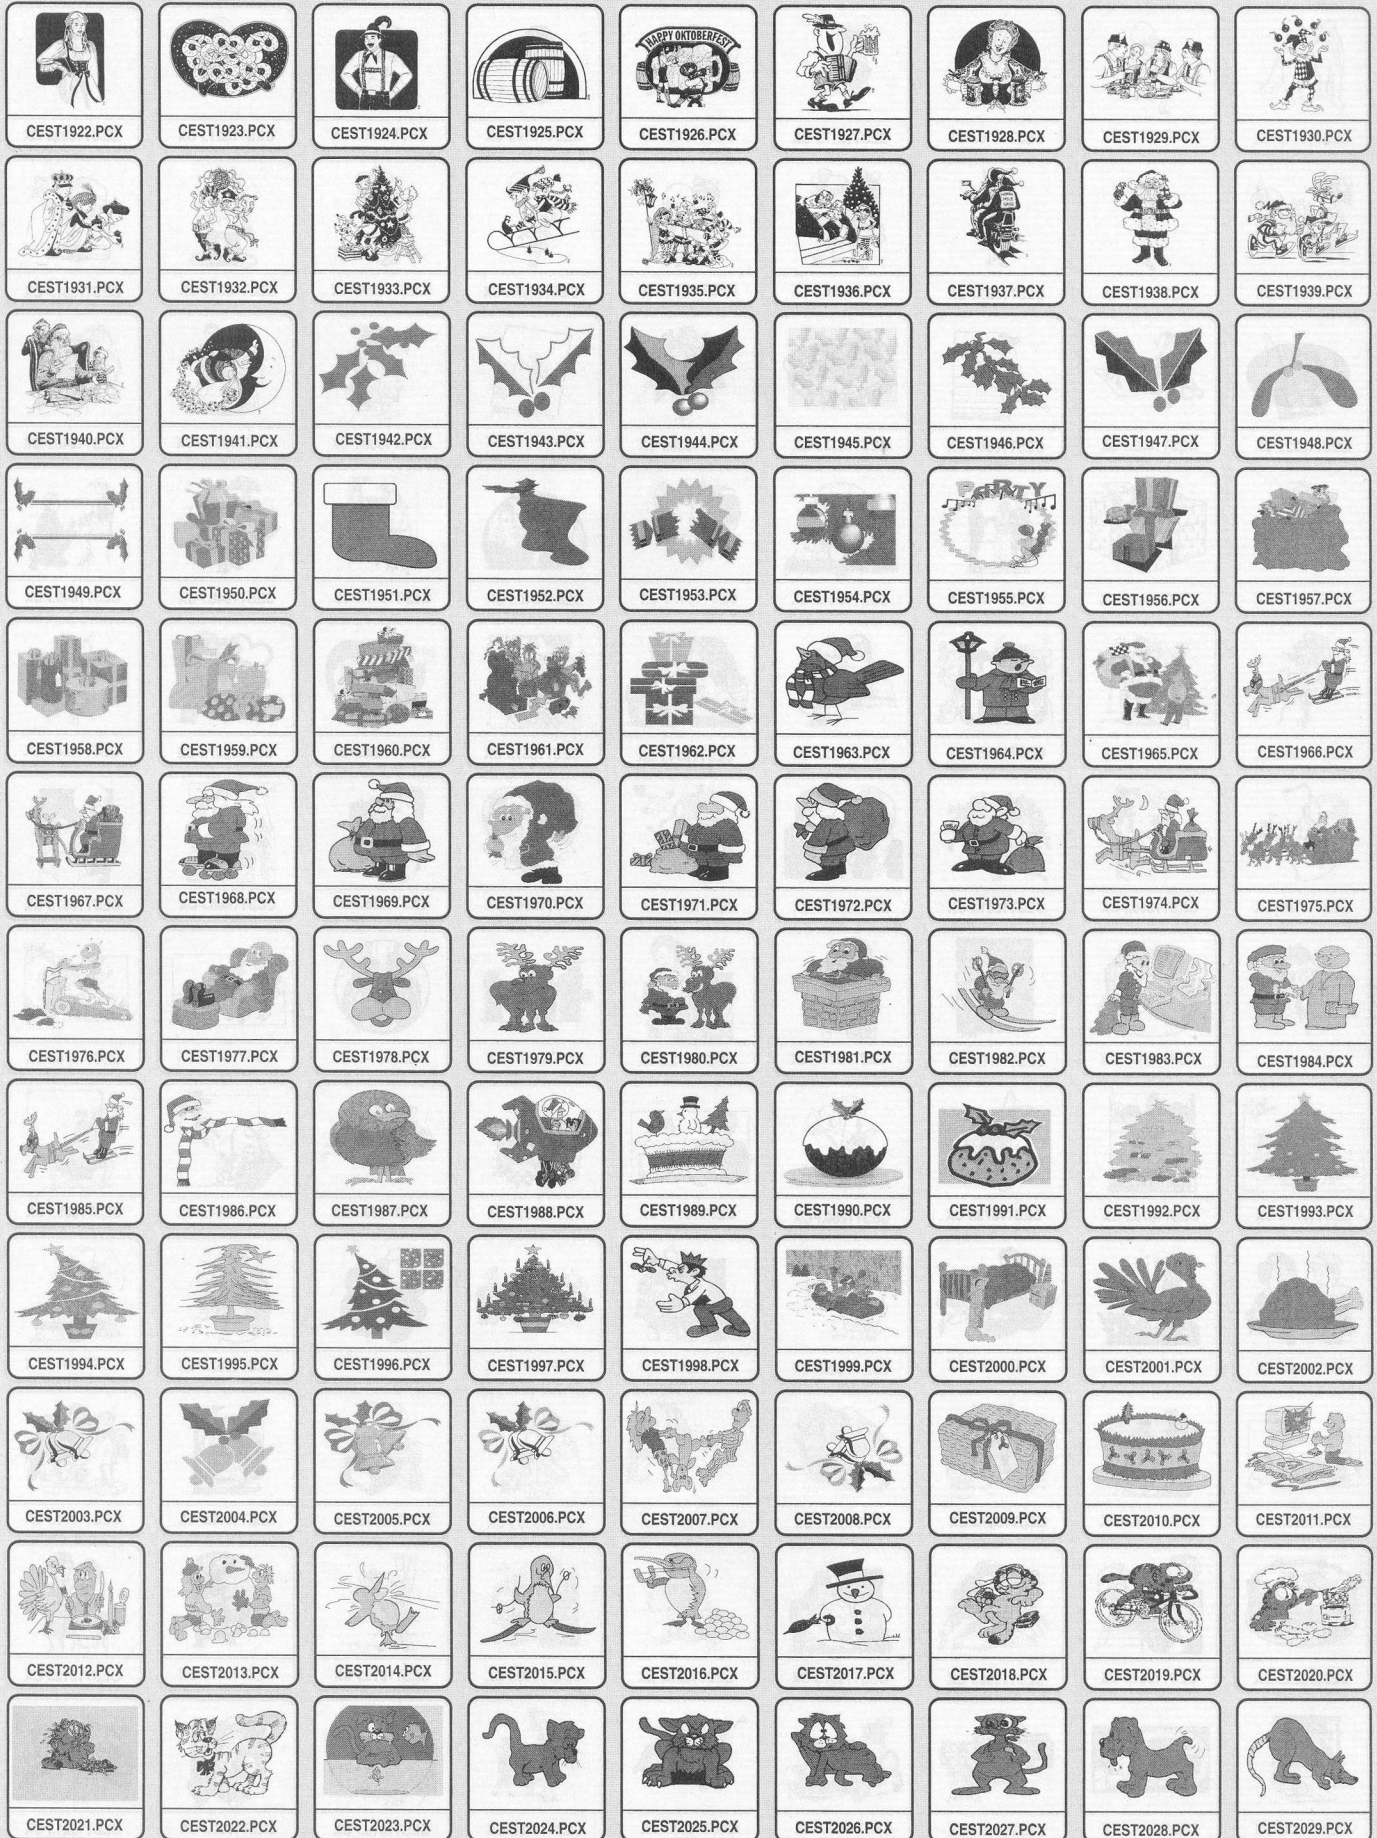 HAPPY OKTOBERFEST
CEST1922.PCX CEST1923.PCX CEST1924.PCX CEST1925.PCX CEST1926.PCX CEST1927.PCX CEST1928.PCX CEST1929.PCX CEST1930.PCX
CEST1931.PCX CEST1932.PCX CEST1933.PCX CEST1934.PCX CEST1935.PCX CEST1936.PCX CEST1937.PCX CEST1938.PCX CEST1939.PCX
CEST1940.PCX CEST1941.PCX CEST1942.PCX CEST1943.PCX CEST1944.PCX CEST1945.PCX CEST1946.PCX CEST1947.PCX CEST1948.PCX
PARTY
CEST1949.PCX CEST1950.PCX CEST1951.PCX CEST1952.PCX CEST1953.PCX CEST1954.PCX CEST1955.PCX CEST1956.PCX CEST1957.PCX
CEST1958.PCX CEST1959.PCX CEST1960.PCX CEST1961.PCX CEST1962.PCX CEST1963.PCX CEST1964.PCX CEST1965.PCX CEST1966.PCX
CEST1967.PCX CEST1968.PCX CEST1969.PCX CEST1970.PCX CEST1971.PCX CEST1972.PCX CEST1973.PCX CEST1974.PCX CEST1975.PCX
CEST1976.PCX CEST1977.PCX CEST1978.PCX CEST1979.PCX CEST1980.PCX CEST1981.PCX CEST1982.PCX CEST1983.PCX CEST1984.PCX
CEST1985.PCX CEST1986.PCX CEST1987.PCX CEST1988.PCX CEST1989.PCX CEST1990.PCX CEST1991.PCX CEST1992.PCX CEST1993.PCX
CEST1994.PCX CEST1995.PCX CEST1996.PCX CEST1997.PCX CEST1998.PCX CEST1999.PCX CEST2000.PCX CEST2001.PCX CEST2002.PCX
CEST2003.PCX CEST2004.PCX CEST2005.PCX CEST2006.PCX CEST2007.PCX CEST2008.PCX CEST2009.PCX CEST2010.PCX CEST2011.PCX
CEST2012.PCX CEST2013.PCX CEST2014.PCX CEST2015.PCX CEST2016.PCX CEST2017.PCX CEST2018.PCX CEST2019.PCX CEST2020.PCX
CEST2021.PCX CEST2022.PCX CEST2023.PCX CEST2024.PCX CEST2025.PCX CEST2026.PCX CEST2027.PCX CEST2028.PCX CEST2029.PCX